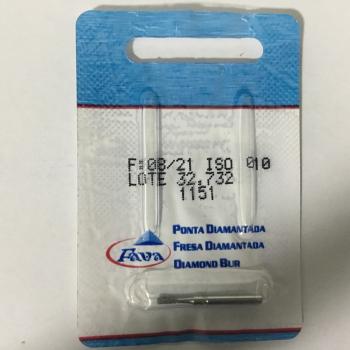 F:08/21 ISO 010
LOTE 32.732
1151
Fava
PONTA DIAMANTADA
FRESA DIAMANTADA
DIAMOND BUR